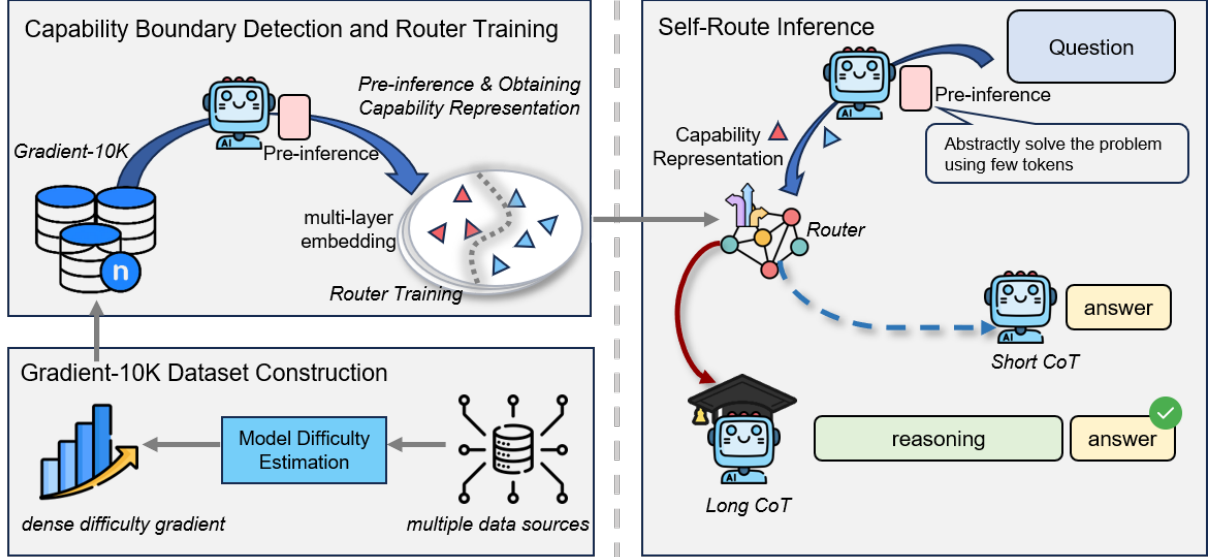 Capability Boundary Detection and Router Training
Pre-inference & Obtaining
Capability Representation
AI
Pre-inference
Gradient-10K
n
multi-layer
embedding
Router Training
Gradient-10K Dataset Construction
Model Difficulty
Estimation
dense difficulty gradient
multiple data sources
Self-Route Inference
Question
AI
Pre-inference
Abstractly solve the problem
using few tokens
Capability
Representation
Router
AI
answer
Short CoT
AI
reasoning
answer
Long CoT